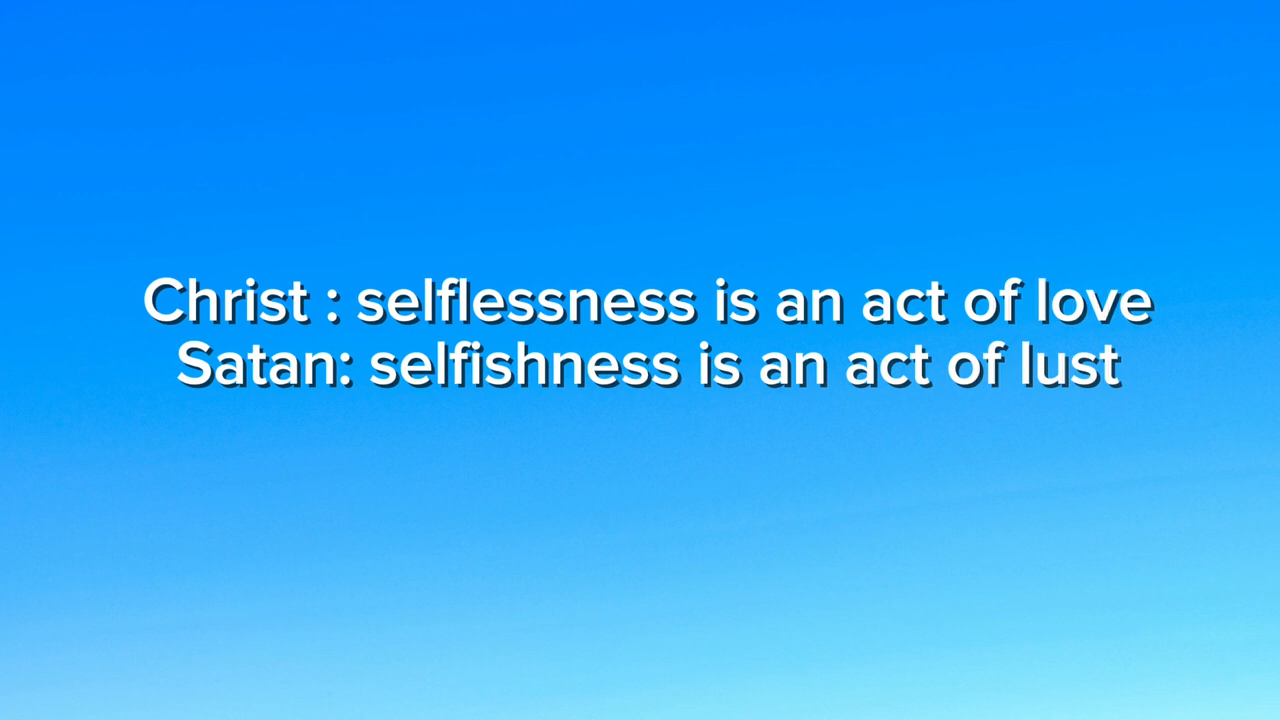 Christ : selflessness is an act of love
Satan: selfishness is an act of lust